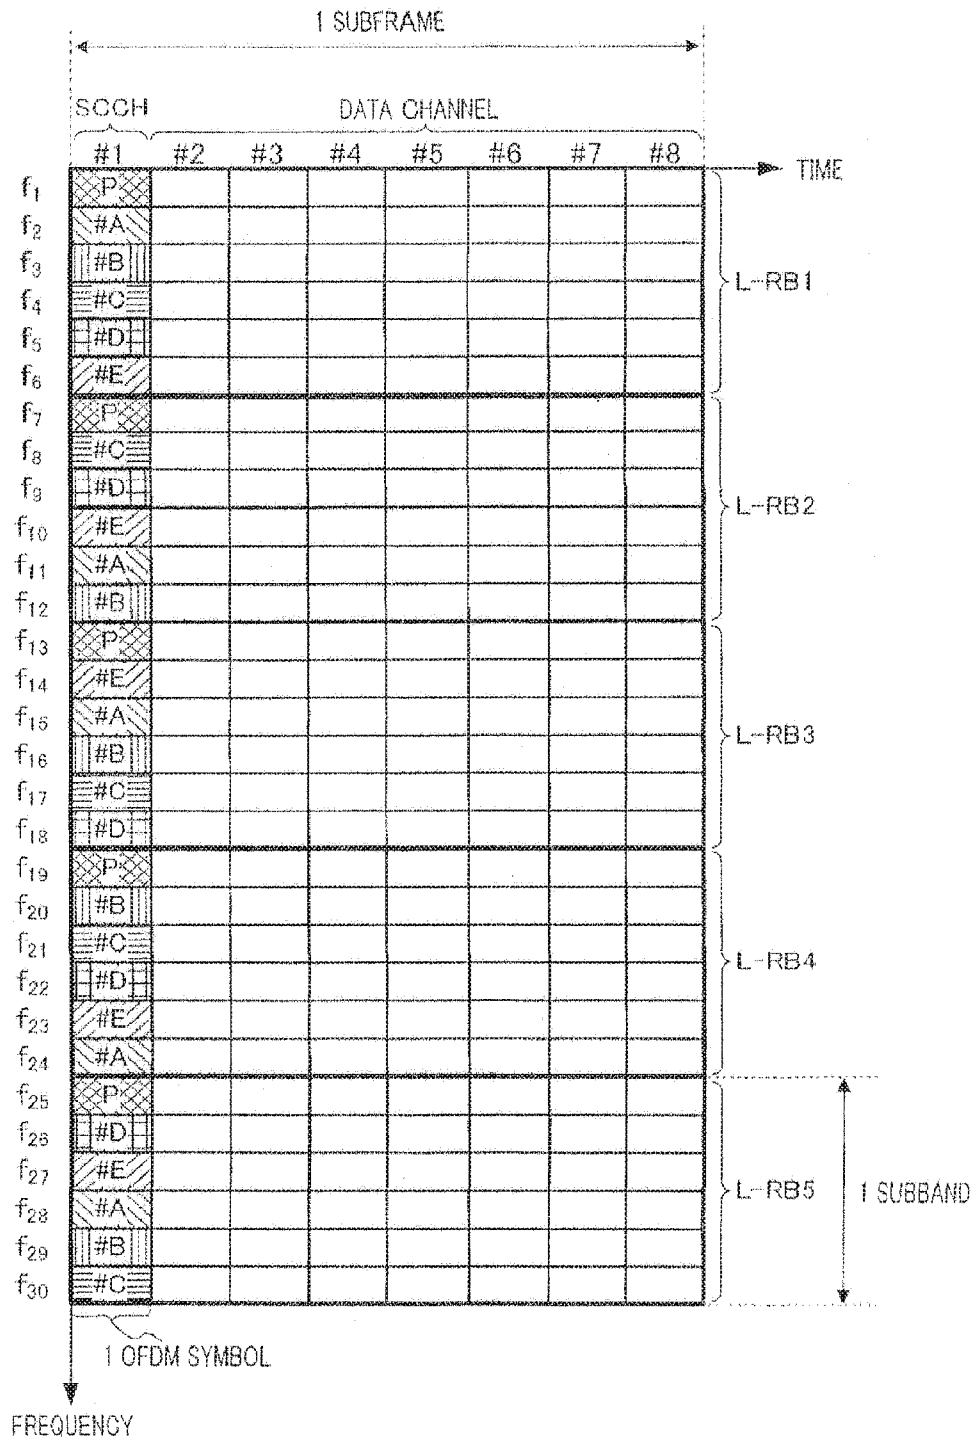 1 SUBFRAME
SCCH DATA CHANNEL
#1 #2 #3 #4 #5 #6 #7 #8 TIME
f1 P
f2 #A
f3 #B L-RB1
f4 #C
f5 #D
f6 #E
f7 P
f8 #C
f9 #D L-RB2
f10 #E
f11 #A
f12 #B
f13 P
f14 #E
f15 #A L-RB3
f16 #B
f17 #C
f18 #D
f19 P
f20 #B
f21 #C L-RB4
f22 #D
f23 #E
f24 #A
f25 P
f26 #D
f27 #E L-RB5 1 SUBBAND
f28 #A
f29 #B
f30 #C
1 OFDM SYMBOL
FREQUENCY